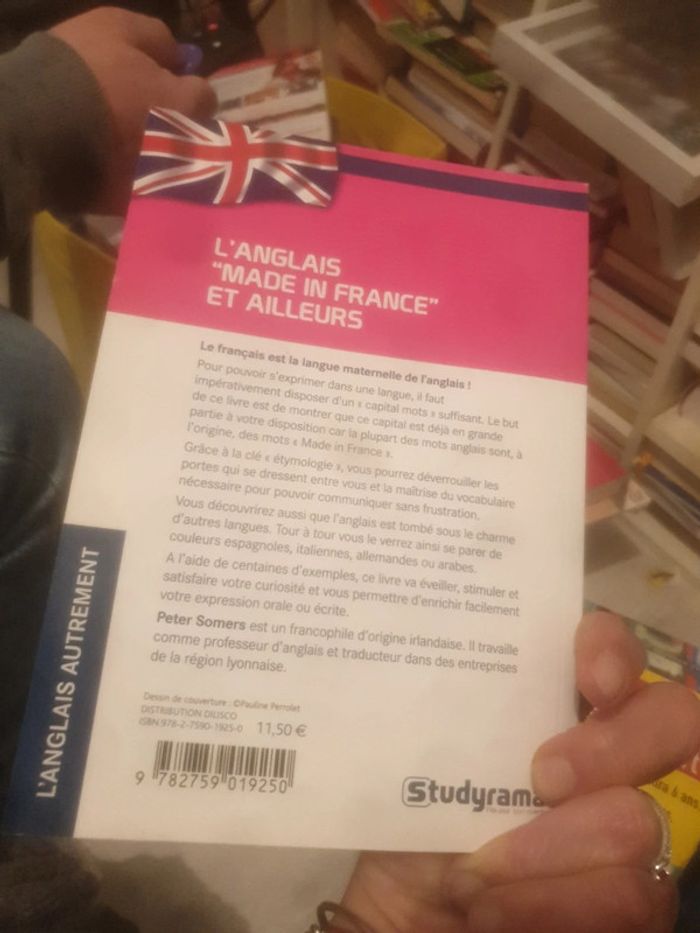 L'ANGLAIS
"MADE IN FRANCE"
ET AILLEURS
Le français est la langue maternelle de l'anglais !
Pour pouvoir s'exprimer dans une langue, il faut
impérativement disposer d'un « capital mots » suffisant. Le but
de ce livre est de montrer que ce capital est déjà en grande
partie à votre disposition car la plupart des mots anglais sont, à
l'origine, des mots « Made in France ».
Grâce à la clé « étymologie », vous pourrez déverrouiller les
portes qui se dressent entre vous et la maîtrise du vocabulaire
nécessaire pour pouvoir communiquer sans frustration.
Vous découvrirez aussi que l'anglais est tombé sous le charme
d'autres langues. Tour à tour vous le verrez ainsi se parer de
couleurs espagnoles, italiennes, allemandes ou arabes.
A l'aide de centaines d'exemples, ce livre va éveiller, stimuler et
satisfaire votre curiosité et vous permettre d'enrichir facilement
votre expression orale ou écrite.
Peter Somers est un francophile d'origine irlandaise. Il travaille
comme professeur d'anglais et traducteur dans des entreprises
de la région lyonnaise.
L'ANGLAIS AUTREMENT
Dessin de couverture : ©Pauline Perrolet
DISTRIBUTION DILISCO
ISBN.978-2-7590-1925-0 11,50 €
9 782759 019250
Studyrama
6 ans